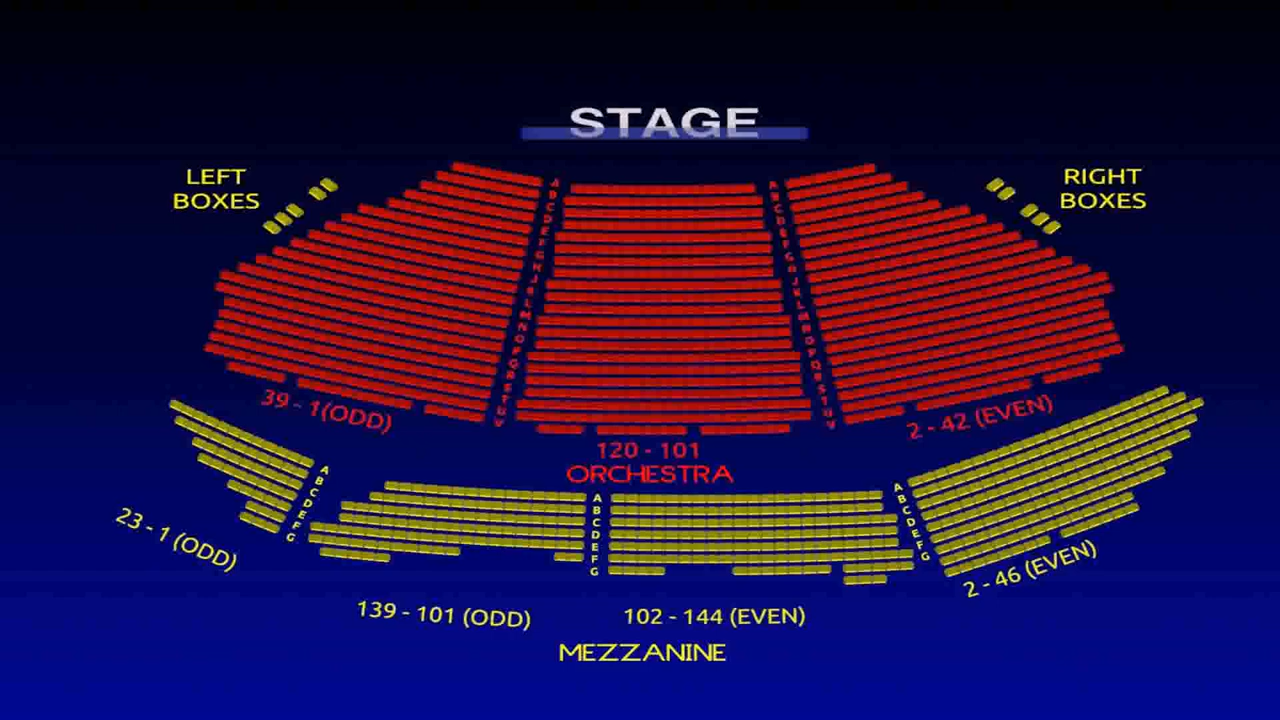 STAGE
LEFT
BOXES
RIGHT
BOXES
39 - 1(ODD)
120 - 101
2 - 42 (EVEN)
ORCHESTRA
A
B
C
D
E
F
G
A
B
C
D
E
F
G
A
B
C
D
E
F
G
23 - 1 (ODD)
139 - 101 (ODD)
102 - 144 (EVEN)
2 - 46 (EVEN)
MEZZANINE